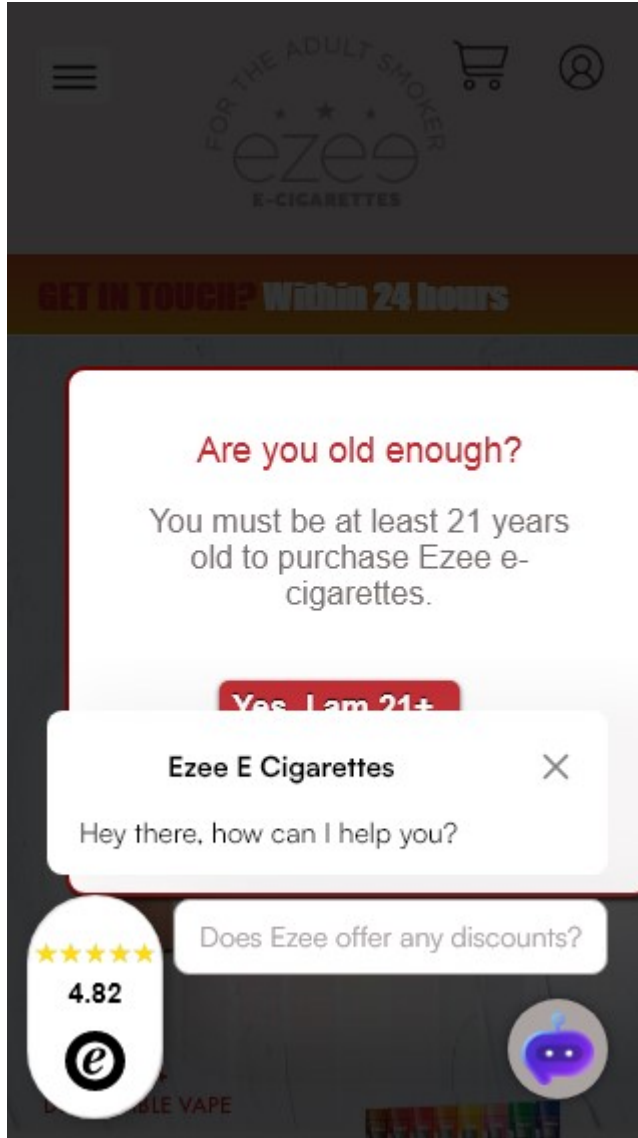 FOR THE ADULT SMOKER
ezee
E-CIGARETTES
GET IN TOUCH? Within 24 hours
Are you old enough?
You must be at least 21 years
old to purchase Ezee e-
cigarettes.
Yes, I am 21+
Ezee E Cigarettes
Hey there, how can I help you?
Does Ezee offer any discounts?
4.82
e
VAPE